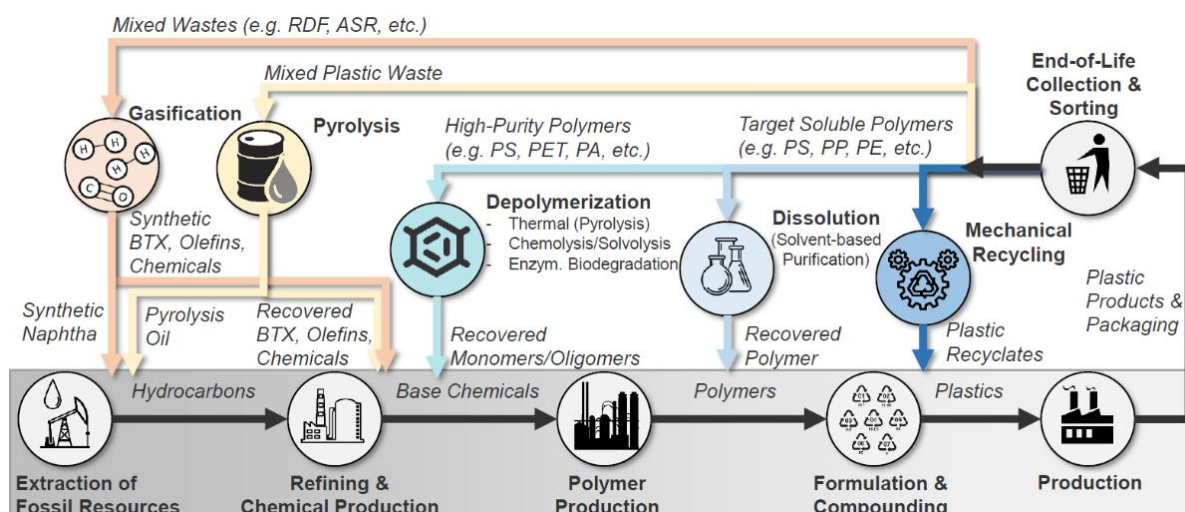 Mixed Wastes (e.g. RDF, ASR, etc.)
Mixed Plastic Waste
End-of-Life
Collection &
Sorting
Gasification
Pyrolysis
High-Purity Polymers
(e.g. PS, PET, PA, etc.)
Target Soluble Polymers
(e.g. PS, PP, PE, etc.)
H
H
H
H
C
O
Synthetic
BTX, Olefins,
Chemicals
Depolymerization
- Thermal (Pyrolysis)
- Chemolysis/Solvolysis
- Enzym. Biodegradation
Dissolution
(Solvent-based
Purification)
Mechanical
Recycling
Plastic
Products &
Packaging
Synthetic
Naphtha
Pyrolysis
Oil
Recovered
BTX, Olefins,
Chemicals
Recovered
Monomers/Oligomers
Recovered
Polymer
Plastic
Recyclates
Hydrocarbons
Base Chemicals
Polymers
Plastics
Extraction of
Fossil Resources
Refining &
Chemical Production
Polymer
Production
Formulation &
Compounding
Production